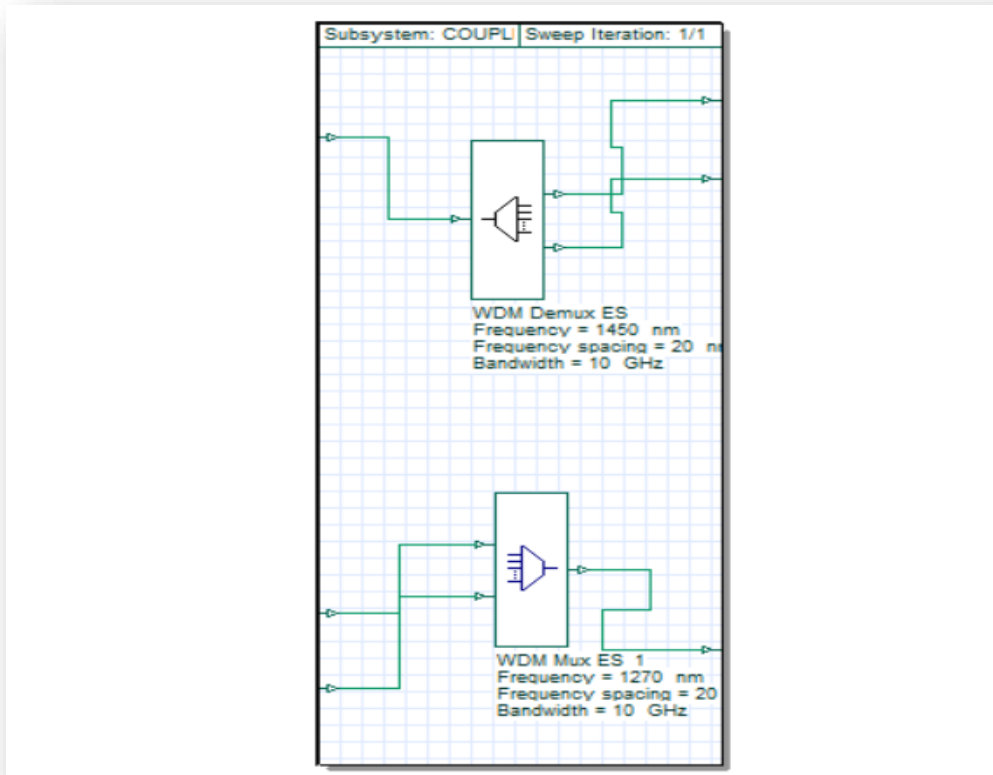 Subsystem: COUPL Sweep Iteration: 1/1
WDM Demux ES
Frequency = 1450 nm
Frequency spacing = 20 n
Bandwidth = 10 GHz
WDM Mux ES 1
Frequency = 1270 nm
Frequency spacing = 20
Bandwidth = 10 GHz